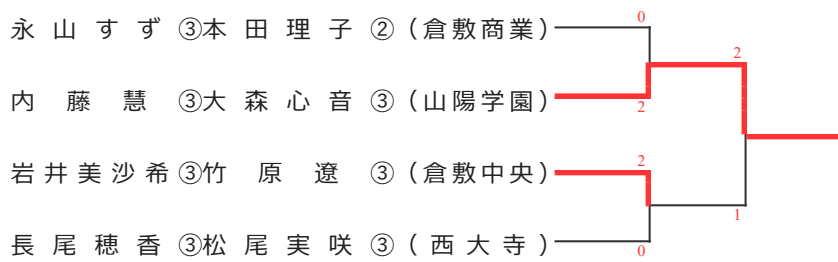 永山すず③本田理子②(倉敷商業) 0
2
内藤慧③大森心音③(山陽学園) 2
岩井美沙希③竹原遼③(倉敷中央) 2
1
長尾穂香③松尾実咲③(西大寺) 0